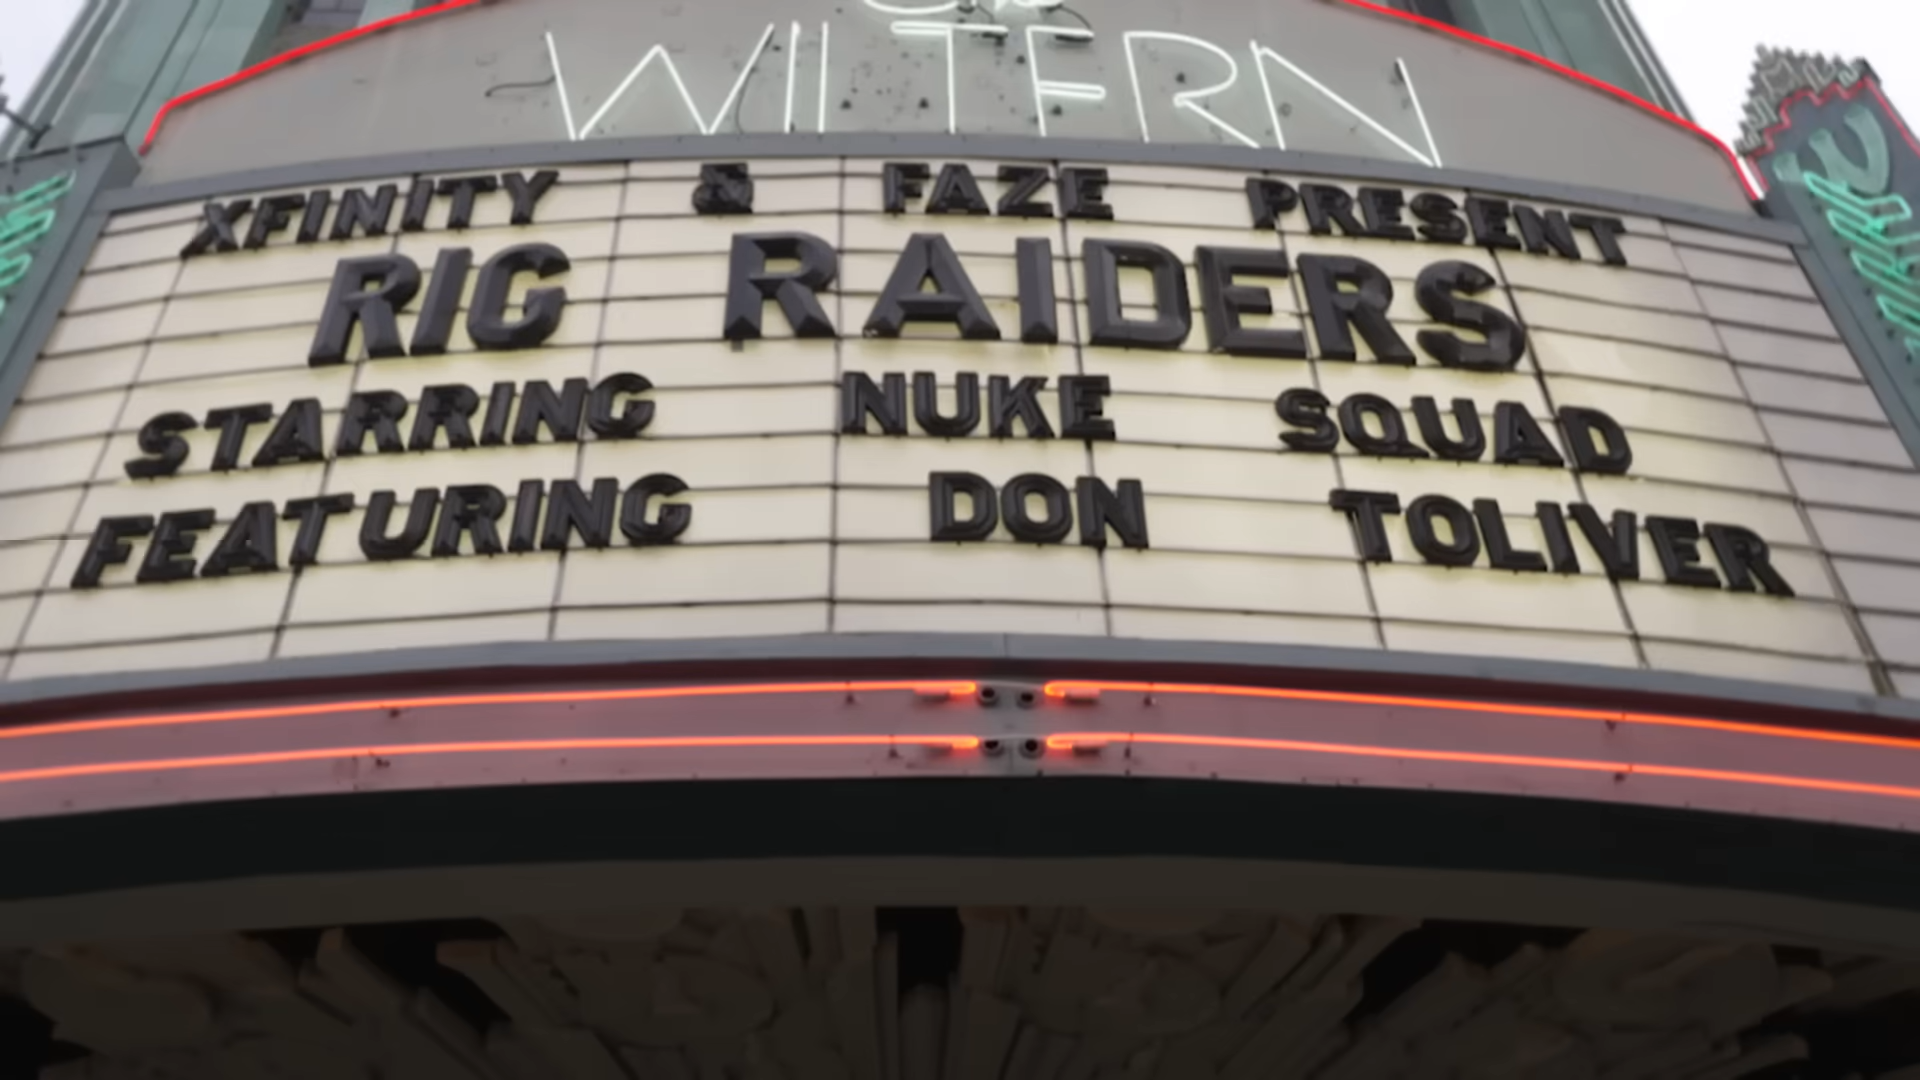 WILTERN
XFINITY & FAZE PRESENT
RIG RAIDERS
STARRING NUKE SQUAD
FEATURING DON TOLIVER